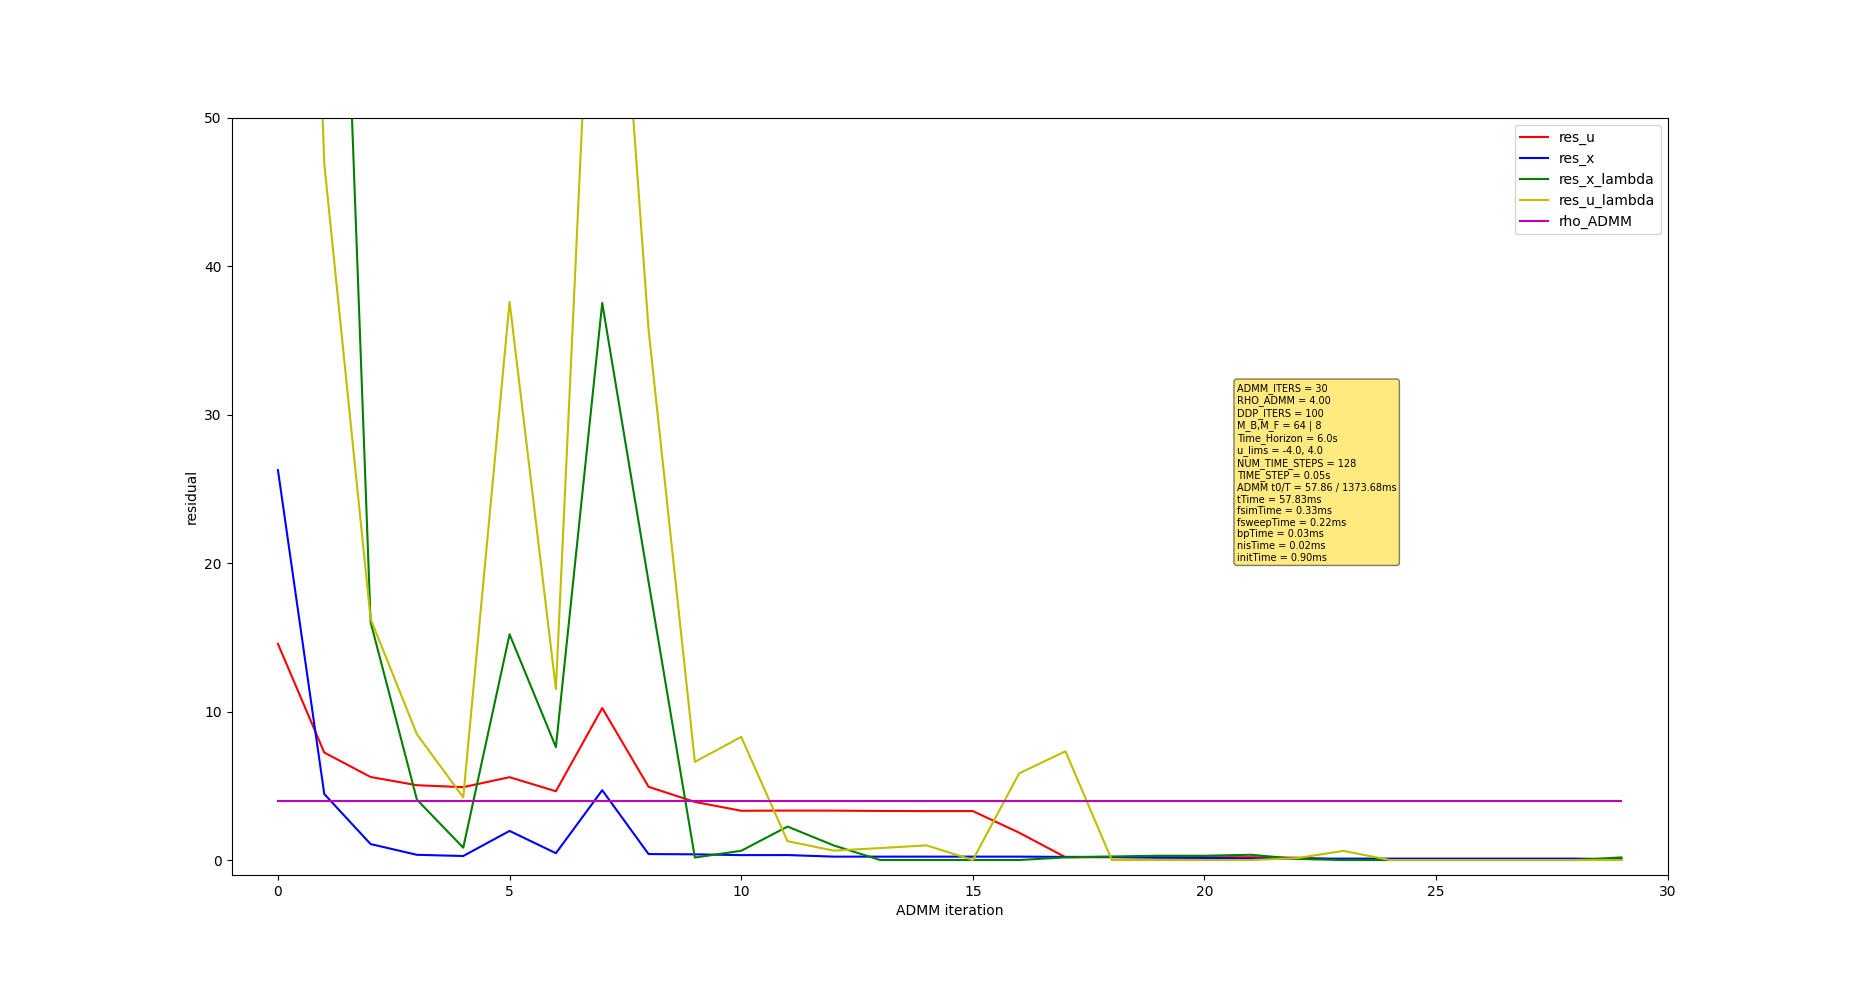 50
40
30
20
10
0
residual
0 5 10 15 20 25 30
ADMM iteration
res_u
res_x
res_x_lambda
res_u_lambda
rho_ADMM
ADMM_ITERS = 30
RHO_ADMM = 4.00
DDP_ITERS = 100
M_B,M_F = 64 | 8
Time_Horizon = 6.0s
u_lims = -4.0, 4.0
NUM_TIME_STEPS = 128
TIME_STEP = 0.05s
ADMM t0/T = 57.86 / 1373.68ms
tTime = 57.83ms
fsimTime = 0.33ms
fsweepTime = 0.22ms
bpTime = 0.03ms
nisTime = 0.02ms
initTime = 0.90ms